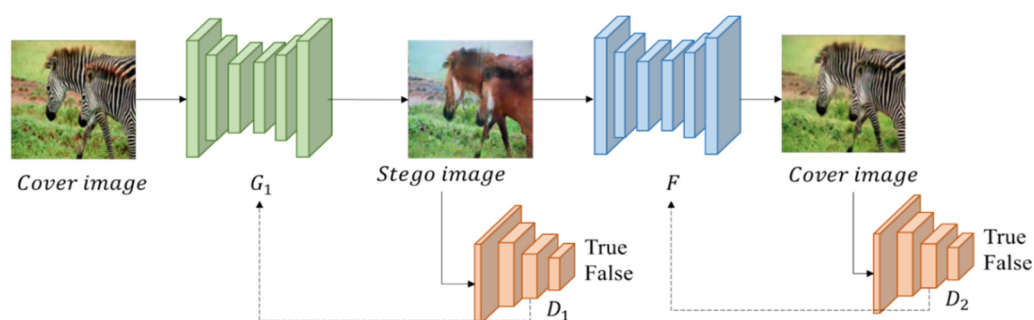 Cover image
G₁
Stego image
F
Cover image
True
False
D₁
True
False
D₂